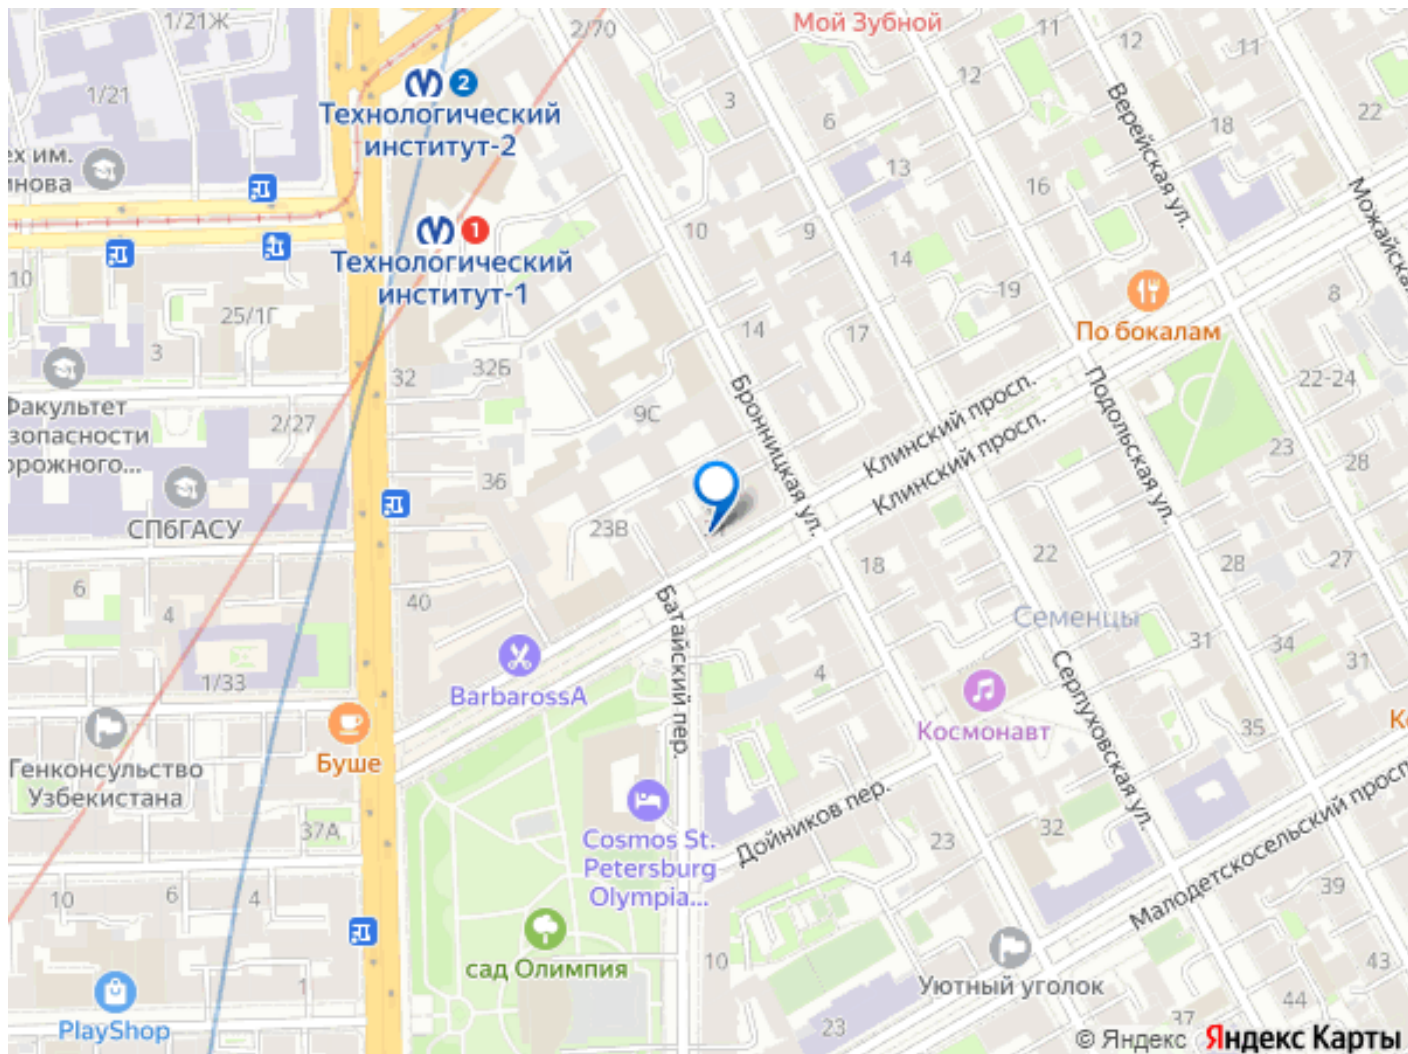 1/21Ж
2/70
Мой Зубной
11
12
11
1/21
2
Технологический
институт-2
3
6
12
Верейская ул.
18
22
ех им.
инова
13
16
Можайская
1
Технологический
институт-1
10
9
14
19
8
По бокалам
10
25/1Г
3
14
17
32
32Б
22-24
Факультет
зопасности
орожного...
2/27
9С
Бронницкая ул.
Клинский просп.
Клинский просп.
Подольская ул.
23
28
36
СПбГАСУ
23В
22
28
27
18
6
4
40
Батайский пер.
Семенцы
31
34
31
1/33
BarbarossA
4
Космонавт
Серпуховская ул.
35
Генконсульство
Узбекистана
Буше
37А
Cosmos St.
Petersburg
Olympia...
Дойников пер.
23
32
Малодетскосельский просп
39
10
6
4
сад Олимпия
10
Уютный уголок
43
44
1
PlayShop
23
37
© Яндекс Яндекс Карты